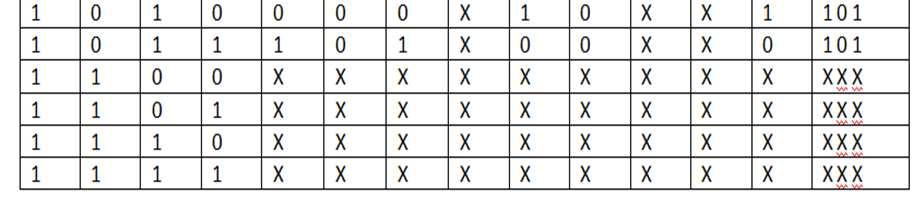 1 0 1 0 0 0 0 X 1 0 X X 1 101
1 0 1 1 1 0 1 X 0 0 X X 0 101
1 1 0 0 X X X X X X X X X XXX
1 1 0 1 X X X X X X X X X XXX
1 1 1 0 X X X X X X X X X XXX
1 1 1 1 X X X X X X X X X XXX